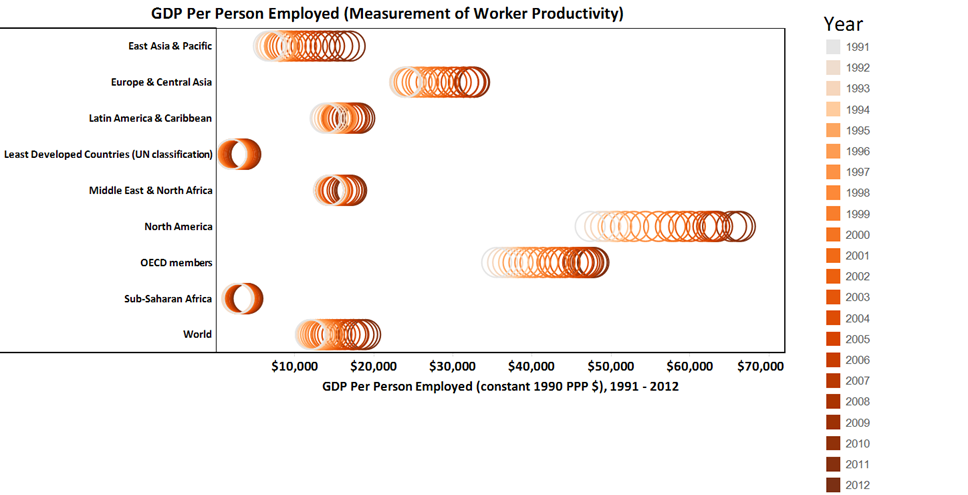 GDP Per Person Employed (Measurement of Worker Productivity)
East Asia & Pacific
Europe & Central Asia
Latin America & Caribbean
Least Developed Countries (UN classification)
Middle East & North Africa
North America
OECD members
Sub-Saharan Africa
World
$10,000 $20,000 $30,000 $40,000 $50,000 $60,000 $70,000
GDP Per Person Employed (constant 1990 PPP $), 1991 - 2012
Year
1991
1992
1993
1994
1995
1996
1997
1998
1999
2000
2001
2002
2003
2004
2005
2006
2007
2008
2009
2010
2011
2012